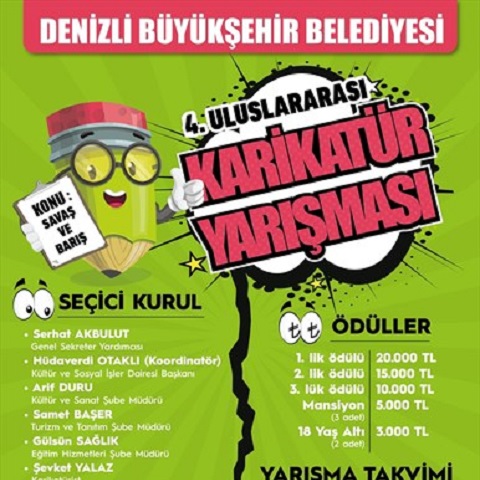 DENİZLİ BÜYÜKŞEHİR BELEDİYESİ
4. ULUSLARARASI
KARİKATÜR
YARIŞMASI
KONU:
SAVAŞ
VE
BARIŞ
SEÇİCİ KURUL
• Serhat AKBULUT
Genel Sekreter Yardımcısı
• Hüdaverdi OTAKLI (Koordinatör)
Kültür ve Sosyal İşler Dairesi Başkanı
• Arif DURU
Kültür ve Sanat Şube Müdürü
• Samet BAŞER
Turizm ve Tanıtım Şube Müdürü
• Gülsün SAĞLIK
Eğitim Hizmetleri Şube Müdürü
• Şevket YALAZ
Karikatürist
ÖDÜLLER
1. lik ödülü 20.000 TL
2. lik ödülü 15.000 TL
3. lük ödülü 10.000 TL
Mansiyon 5.000 TL
(3 adet)
18 Yaş Altı 3.000 TL
(2 adet)
YARIŞMA TAKVİMİ